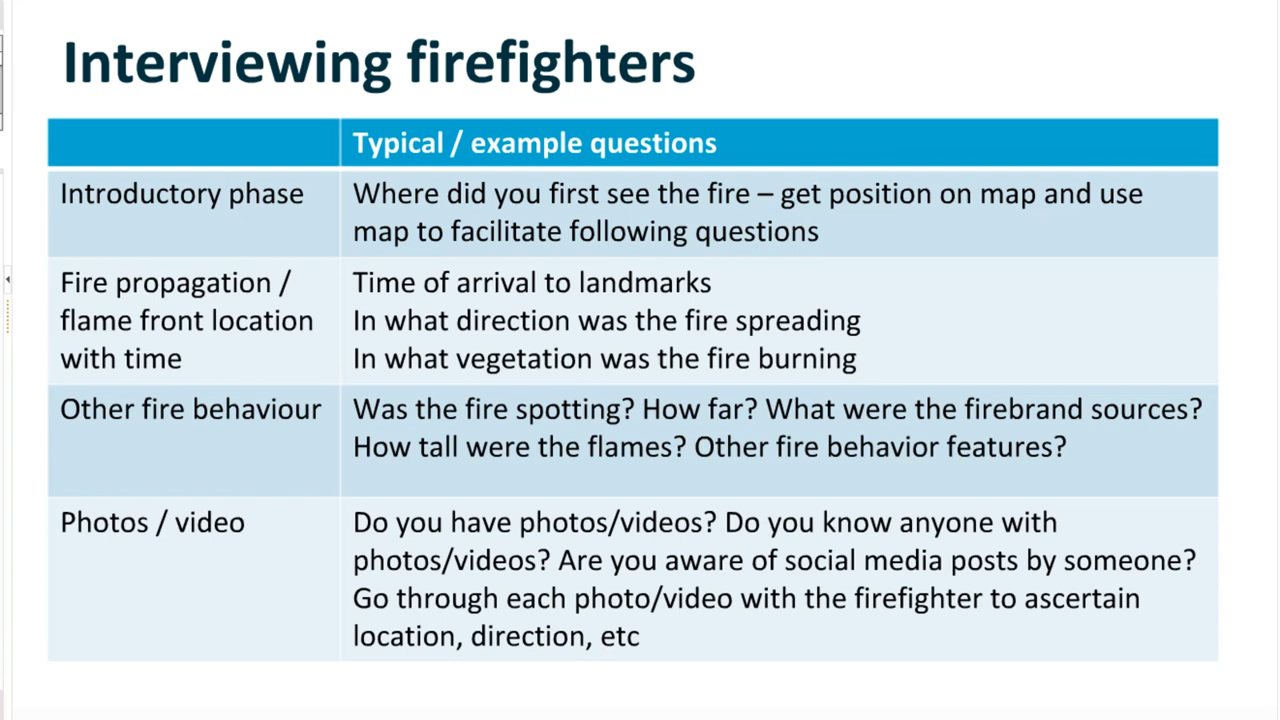 Interviewing firefighters
Typical / example questions
Introductory phase
Where did you first see the fire – get position on map and use
map to facilitate following questions
Fire propagation /
flame front location
with time
Time of arrival to landmarks
In what direction was the fire spreading
In what vegetation was the fire burning
Other fire behaviour
Was the fire spotting? How far? What were the firebrand sources?
How tall were the flames? Other fire behavior features?
Photos / video
Do you have photos/videos? Do you know anyone with
photos/videos? Are you aware of social media posts by someone?
Go through each photo/video with the firefighter to ascertain
location, direction, etc